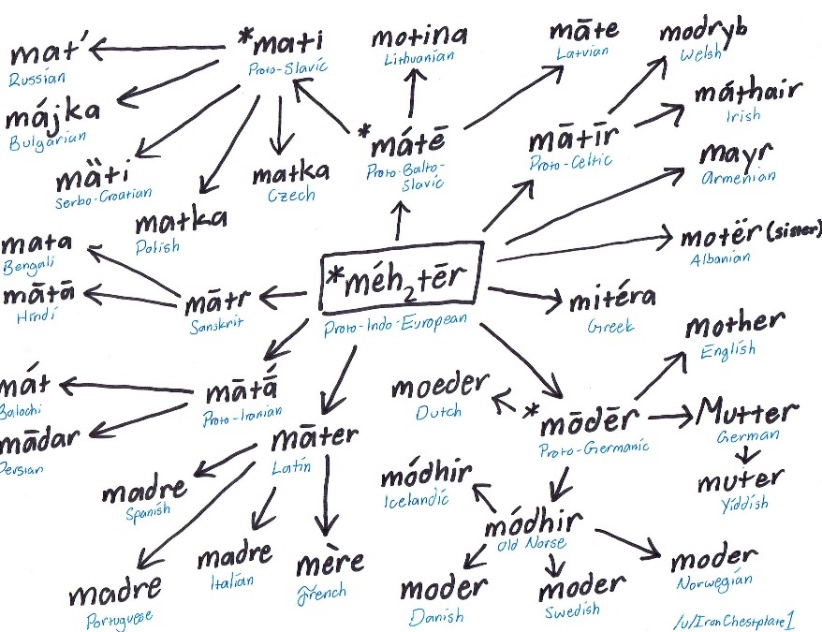 mat'
Russian
*mati
Proto-Slavic
motina
Lithuanian
māte
Latvian
modryb
Welsh
májka
Bulgarian
máthair
Irish
mäti
Serbo-Croatian
matka
Polish
matka
Czech
*mátē
Proto-Balto-
Slavic
mātīr
Proto-Celtic
mayr
Armenian
motër (sister)
Albanian
mata
Bengali
mātā
Hindi
mātr
Sanskrit
*méh₂tēr
Proto-Indo-European
mitéra
Greek
mother
English
mát
Balochi
mādar
Persian
mātá
Proto-Iranian
māter
Latin
moeder
Dutch
*mōdēr
Proto-Germanic
Mutter
German
muter
Yiddish
madre
Spanish
módhir
Icelandic
módhir
Old Norse
madre
Portuguese
madre
Italian
mère
French
moder
Danish
moder
Swedish
moder
Norwegian
/u/IronChestplate1